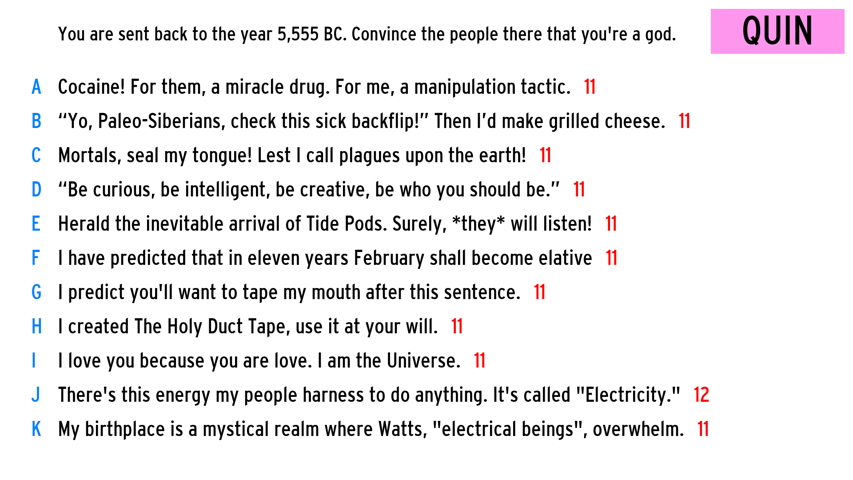 You are sent back to the year 5,555 BC. Convince the people there that you're a god.
QUIN
A Cocaine! For them, a miracle drug. For me, a manipulation tactic. 11
B “Yo, Paleo-Siberians, check this sick backflip!” Then I’d make grilled cheese. 11
C Mortals, seal my tongue! Lest I call plagues upon the earth! 11
D “Be curious, be intelligent, be creative, be who you should be.” 11
E Herald the inevitable arrival of Tide Pods. Surely, *they* will listen! 11
F I have predicted that in eleven years February shall become elative 11
G I predict you'll want to tape my mouth after this sentence. 11
H I created The Holy Duct Tape, use it at your will. 11
I I love you because you are love. I am the Universe. 11
J There's this energy my people harness to do anything. It's called "Electricity." 12
K My birthplace is a mystical realm where Watts, "electrical beings", overwhelm. 11